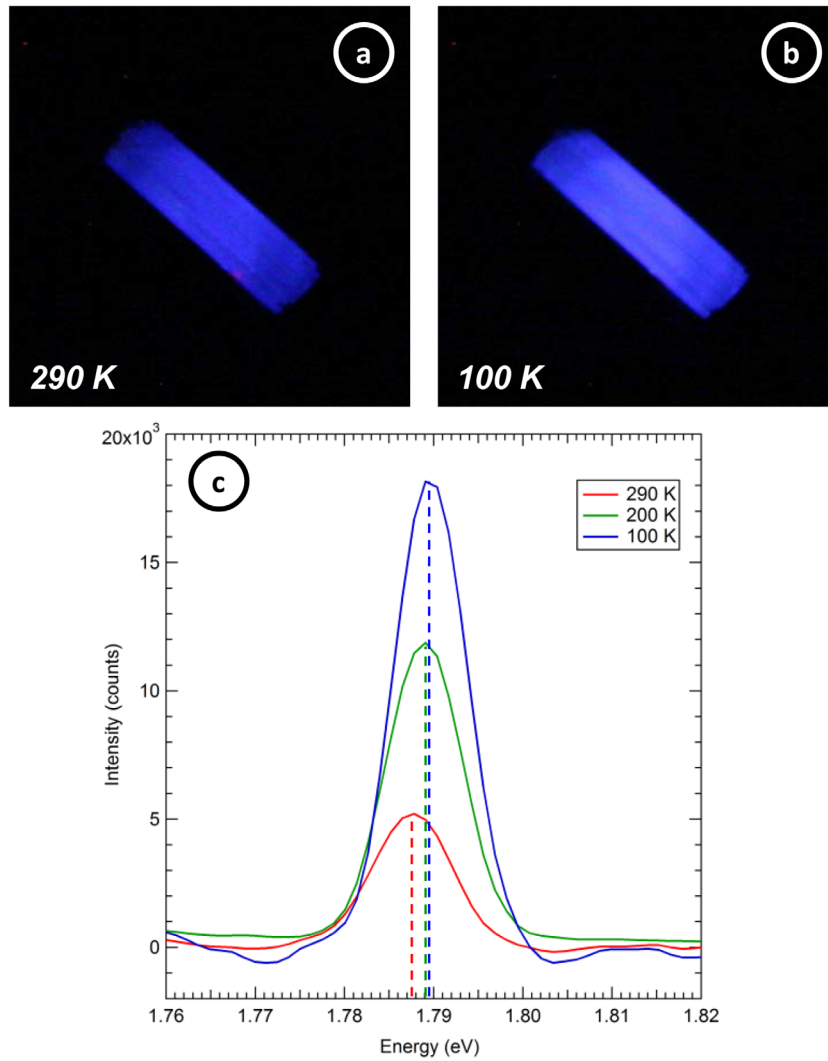 a
b
290 K
100 K
20x10³
c
290 K
200 K
100 K
15
10
5
0
Intensity (counts)
1.76 1.77 1.78 1.79 1.80 1.81 1.82
Energy (eV)